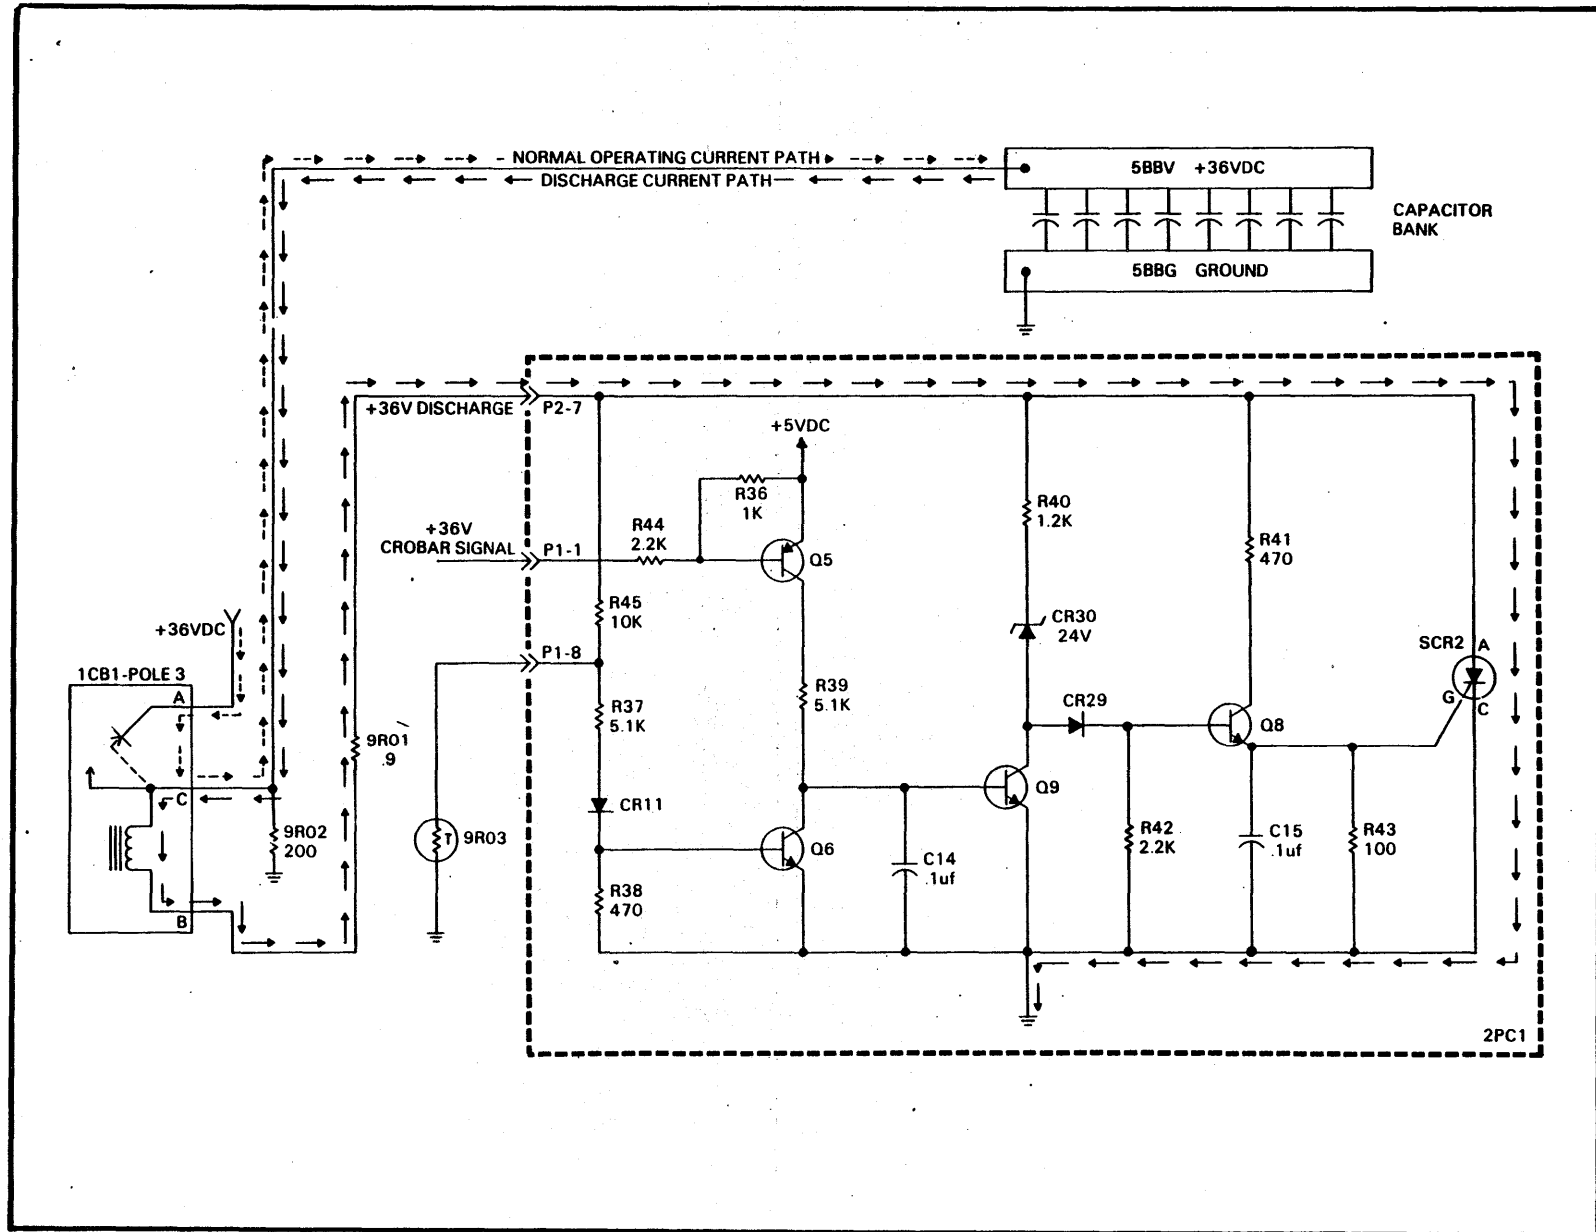 NORMAL OPERATING CURRENT PATH
DISCHARGE CURRENT PATH
5BBV +36VDC
CAPACITOR
BANK
5BBG GROUND
+36V DISCHARGE
P2-7
+5VDC
R36
1K
+36V
CROBAR SIGNAL
P1-1
R44
2.2K
Q5
R40
1.2K
R41
470
R45
10K
CR30
24V
+36VDC
P1-8
SCR2
A
G
C
1CB1-POLE 3
A
R37
5.1K
R39
5.1K
CR29
Q8
9R01
.9
C
CR11
Q9
9R02
200
T
9R03
Q6
C14
.1uf
R42
2.2K
C15
.1uf
R43
100
R38
470
B
2PC1